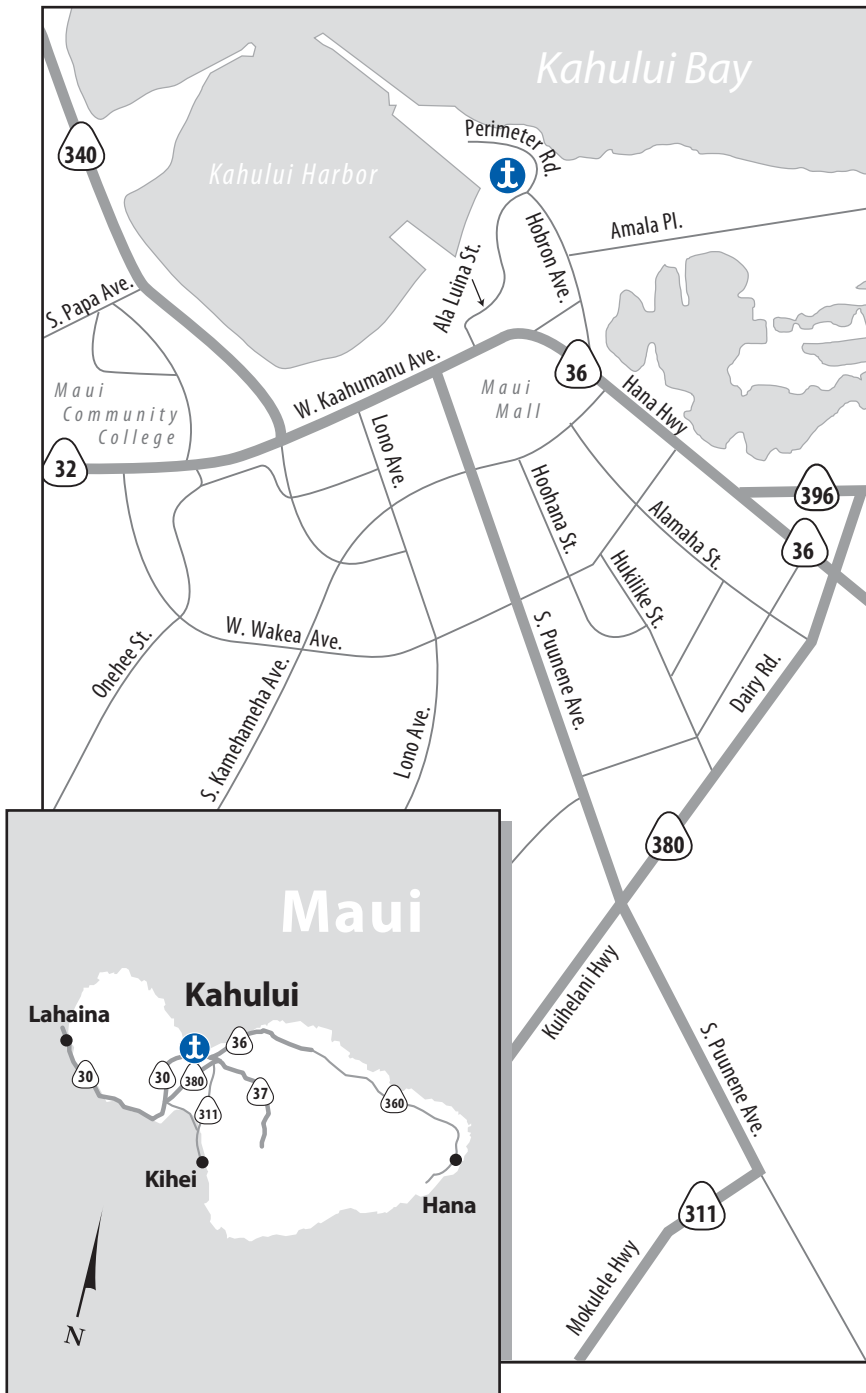 Kahului Bay
Perimeter Rd.
340
Kahului Harbor
Amala Pl.
Hobron Ave.
Ala Luina St.
S. Papa Ave.
W. Kaahumanu Ave.
36
Hana Hwy
Maui
Mall
Maui
Community
College
Lono Ave.
32
Hoohana St.
396
Alamaha St.
36
Hukilike St.
W. Wakea Ave.
Onehee St.
S. Kamehameha Ave.
Lono Ave.
S. Puunene Ave.
Dairy Rd.
380
Kuihelani Hwy
S. Puunene Ave.
311
Mokulele Hwy
Maui
Kahului
Lahaina
36
30
30
380
37
311
360
Kihei
Hana
N